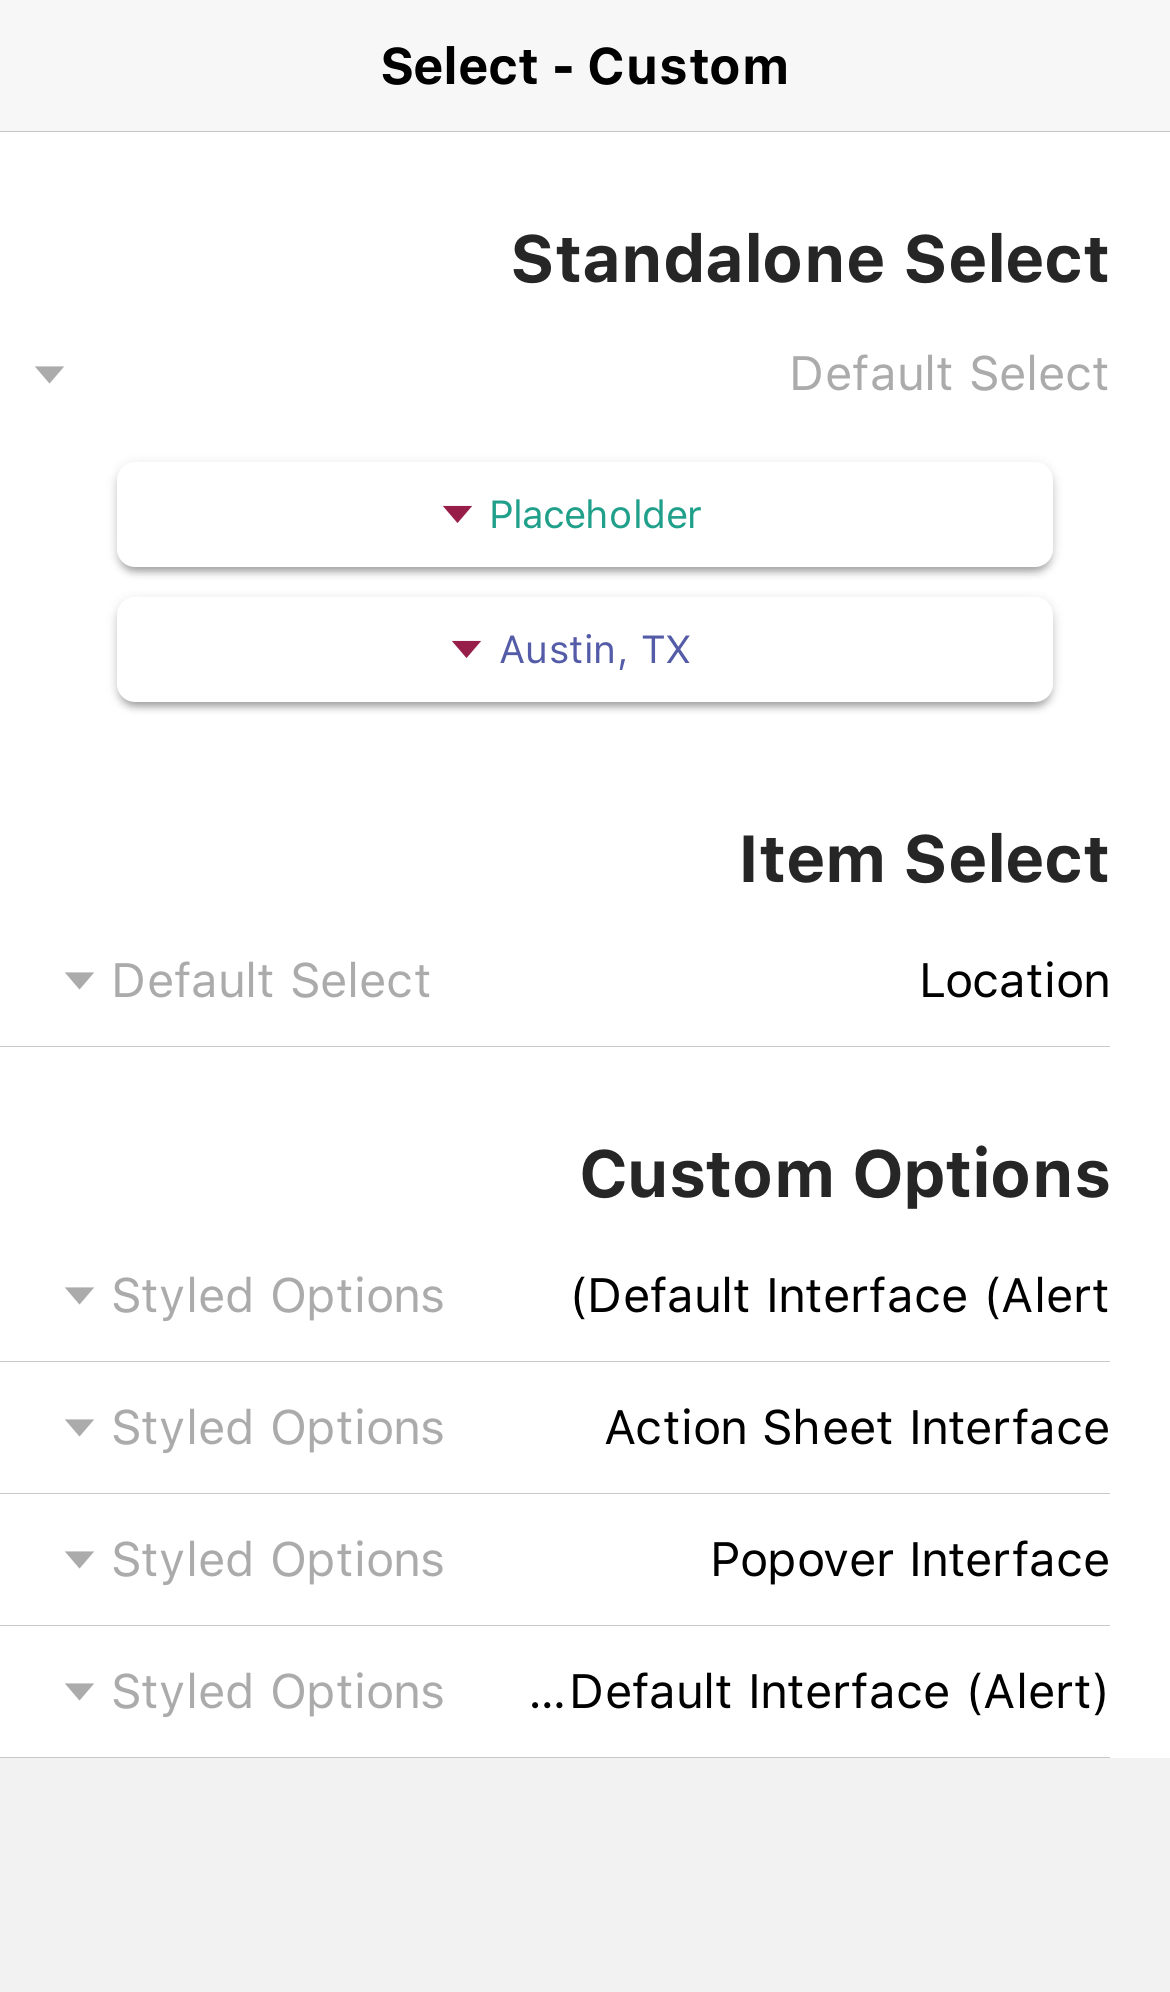 Select - Custom
Standalone Select
Default Select
Placeholder
Austin, TX
Item Select
Location
Default Select
Custom Options
(Default Interface (Alert
Styled Options
Action Sheet Interface
Styled Options
Popover Interface
Styled Options
...Default Interface (Alert)
Styled Options